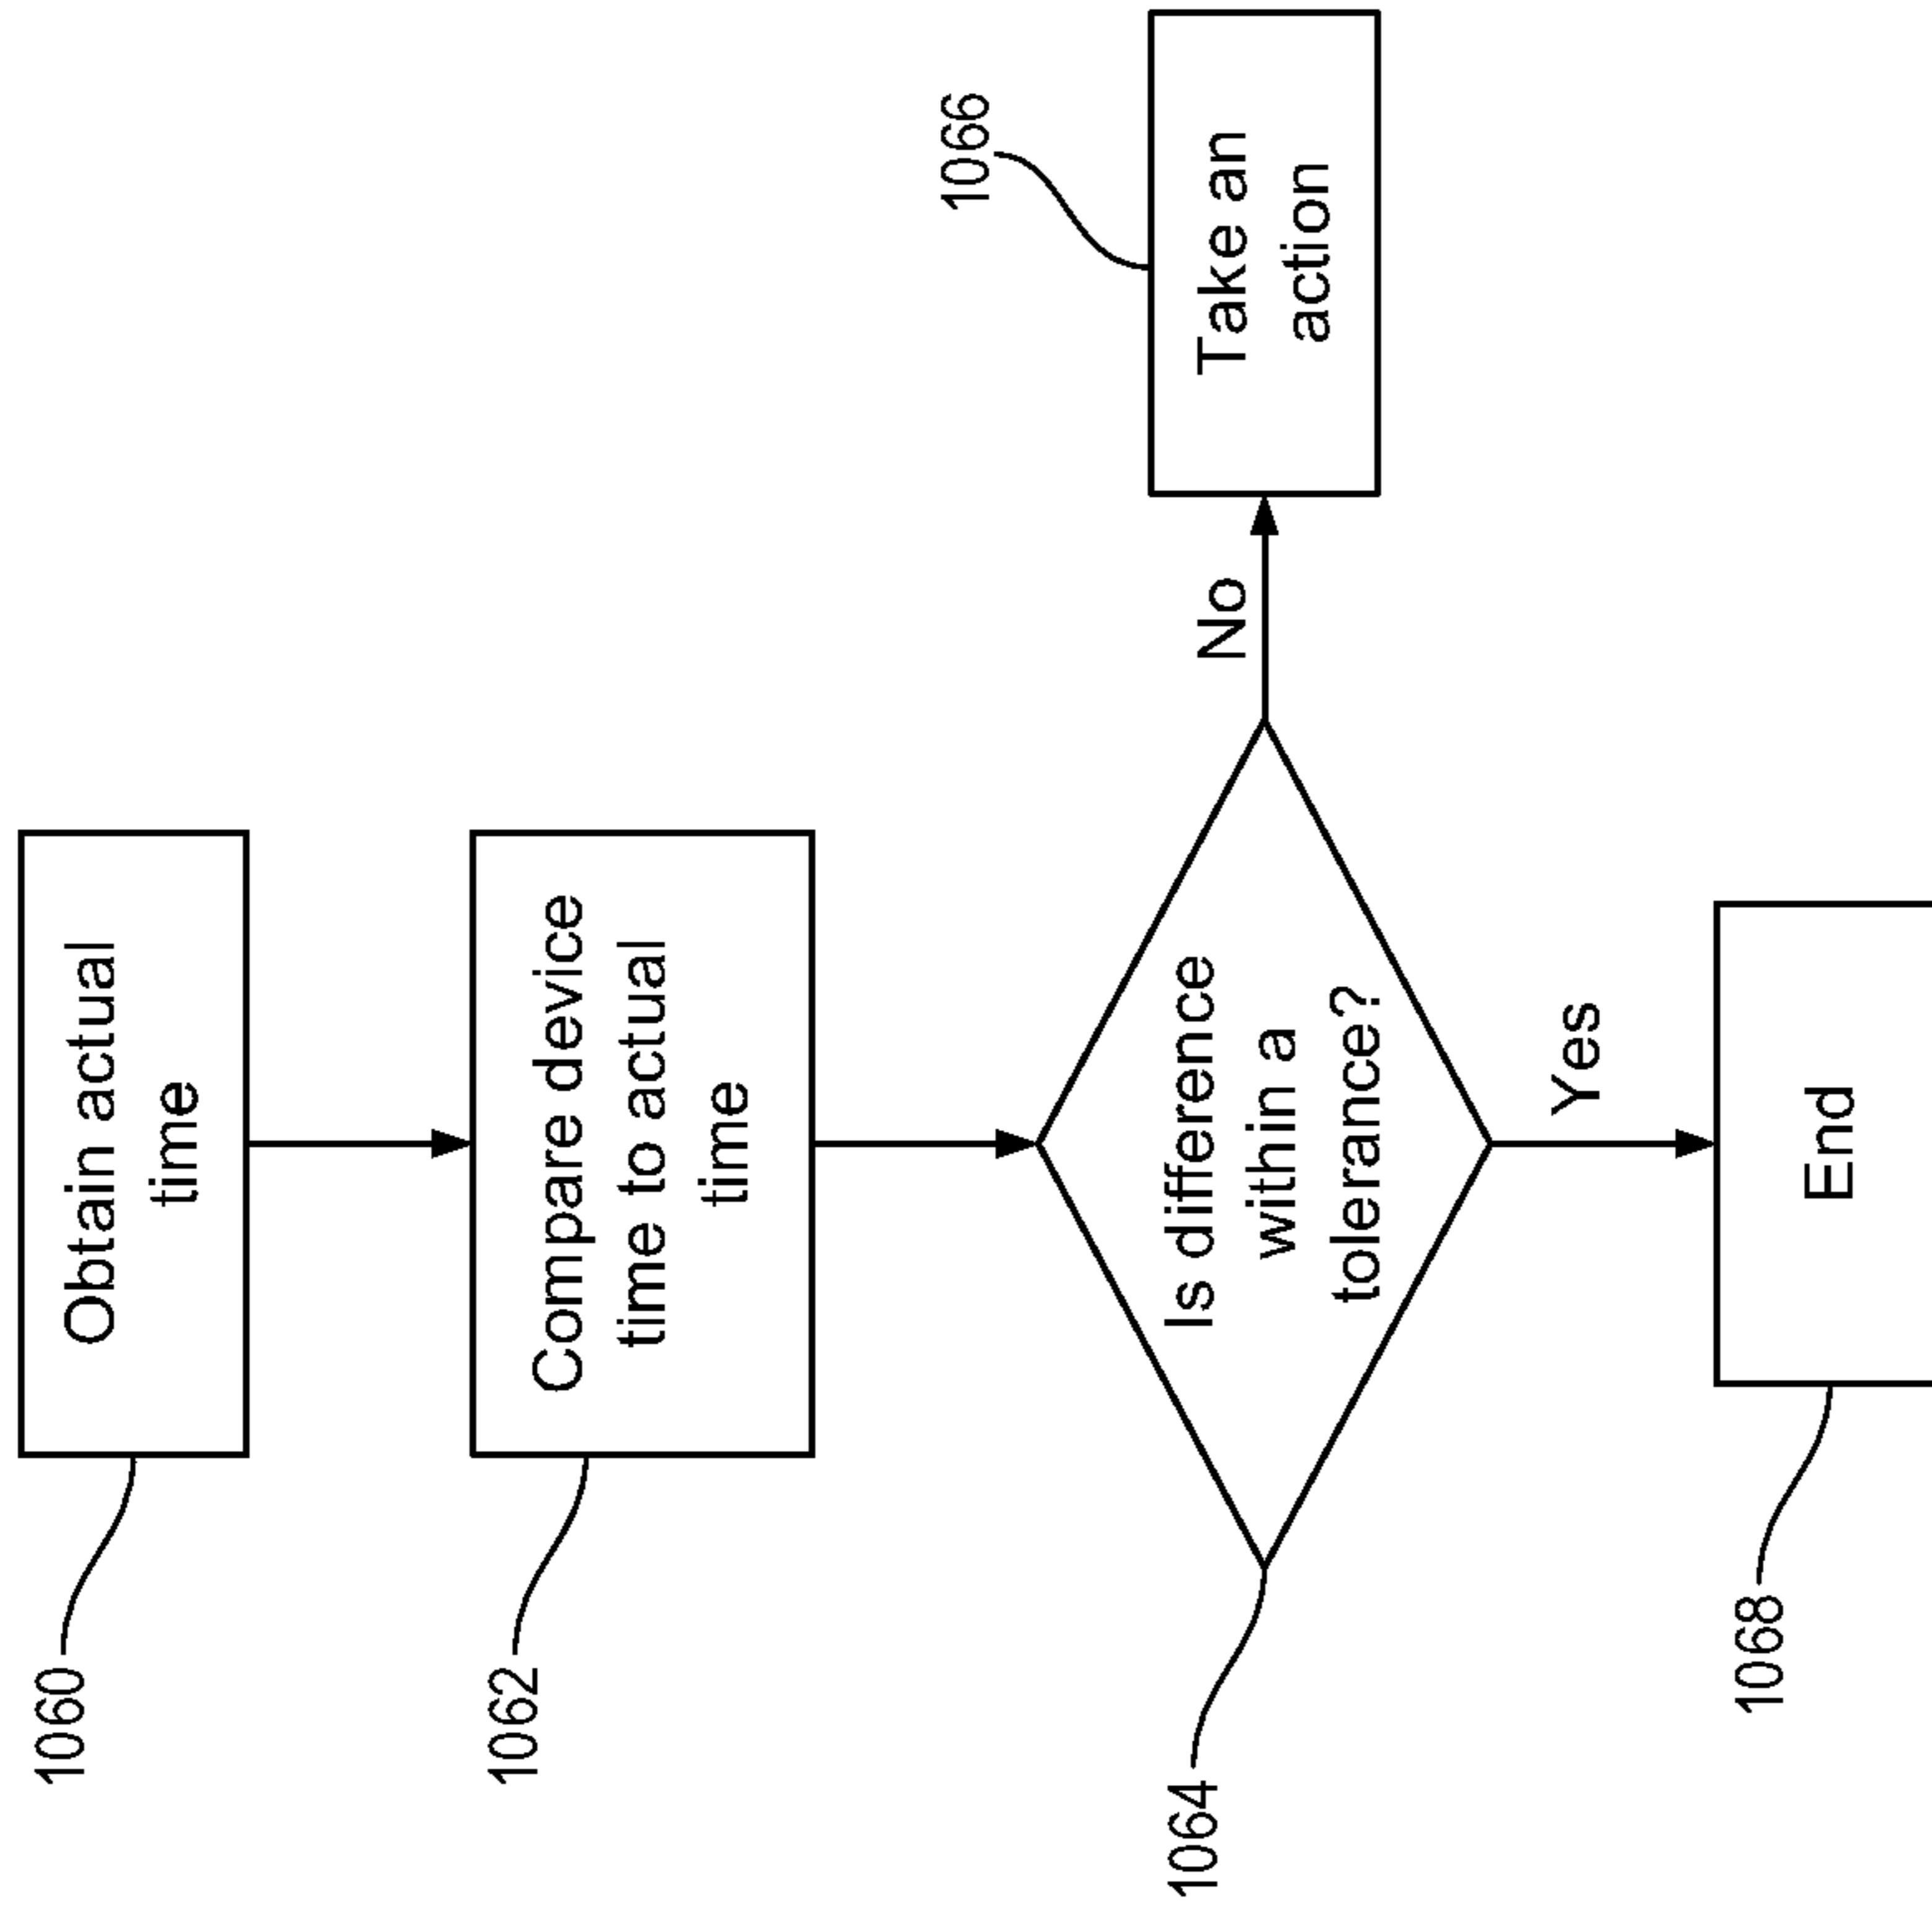 1060
Obtain actual
time
1062
Compare device
time to actual
time
1064
Is difference
within a
tolerance?
No
1066
Take an
action
Yes
1068
End